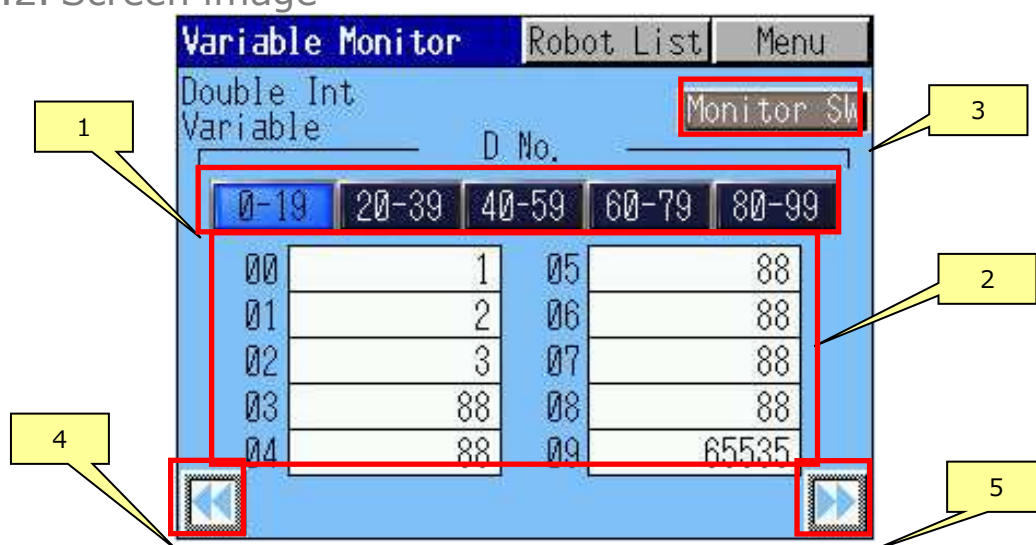 .2. Screen image
Variable Monitor Robot List Menu
Double Int
Variable
Monitor SW
D No.
0-19 20-39 40-59 60-79 80-99
00 1 05 88
01 2 06 88
02 3 07 88
03 88 08 88
04 88 09 65535
1
2
3
4
5